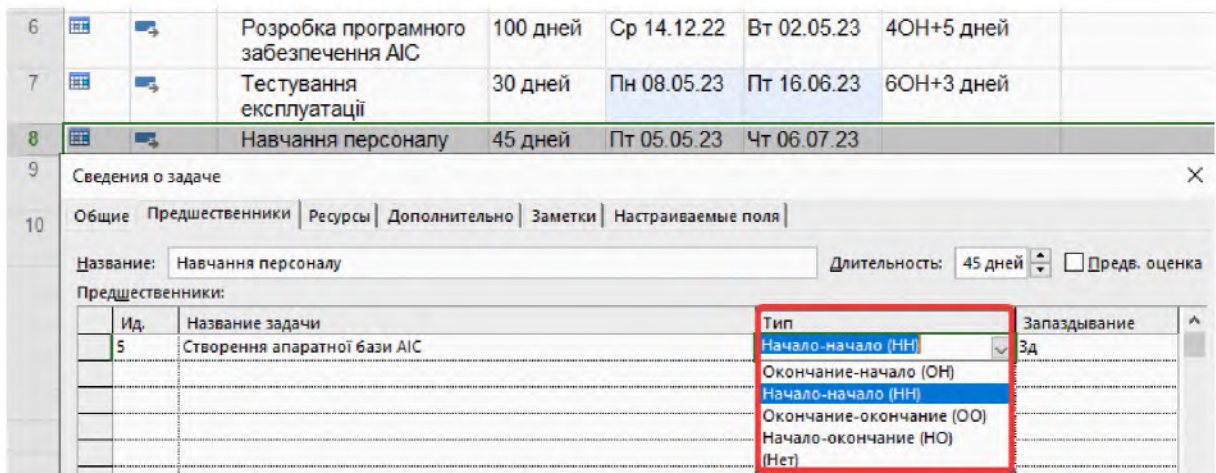 6 Розробка програмного 100 дней Ср 14.12.22 Вт 02.05.23 4ОН+5 дней
забезпечення АІС
7 Тестування 30 дней Пн 08.05.23 Пт 16.06.23 6ОН+3 дней
експлуатації
8 Навчання персоналу 45 дней Пт 05.05.23 Чт 06.07.23
9
Сведения о задаче
10
Общие Предшественники Ресурсы Дополнительно Заметки Настраиваемые поля
Название: Навчання персоналу Длительность: 45 дней Предв. оценка
Предшественники:
Ид. Название задачи Тип Запаздывание
5 Створення апаратної бази АІС Начало-начало (НН) 3д
Окончание-начало (ОН)
Начало-начало (НН)
Окончание-окончание (ОО)
Начало-окончание (НО)
(Нет)